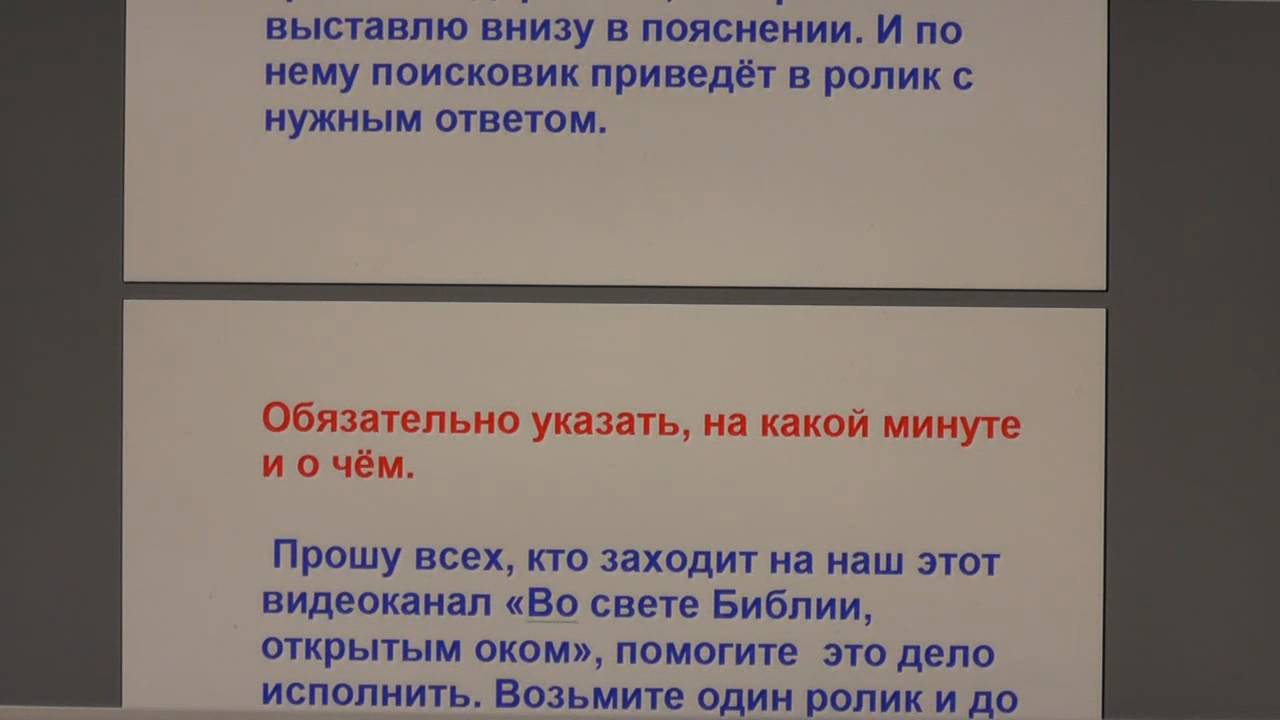 выставлю внизу в пояснении. И по
нему поисковик приведёт в ролик с
нужным ответом.
Обязательно указать, на какой минуте
и о чём.
Прошу всех, кто заходит на наш этот
видеоканал «Во свете Библии,
открытым оком», помогите это дело
исполнить. Возьмите один ролик и до